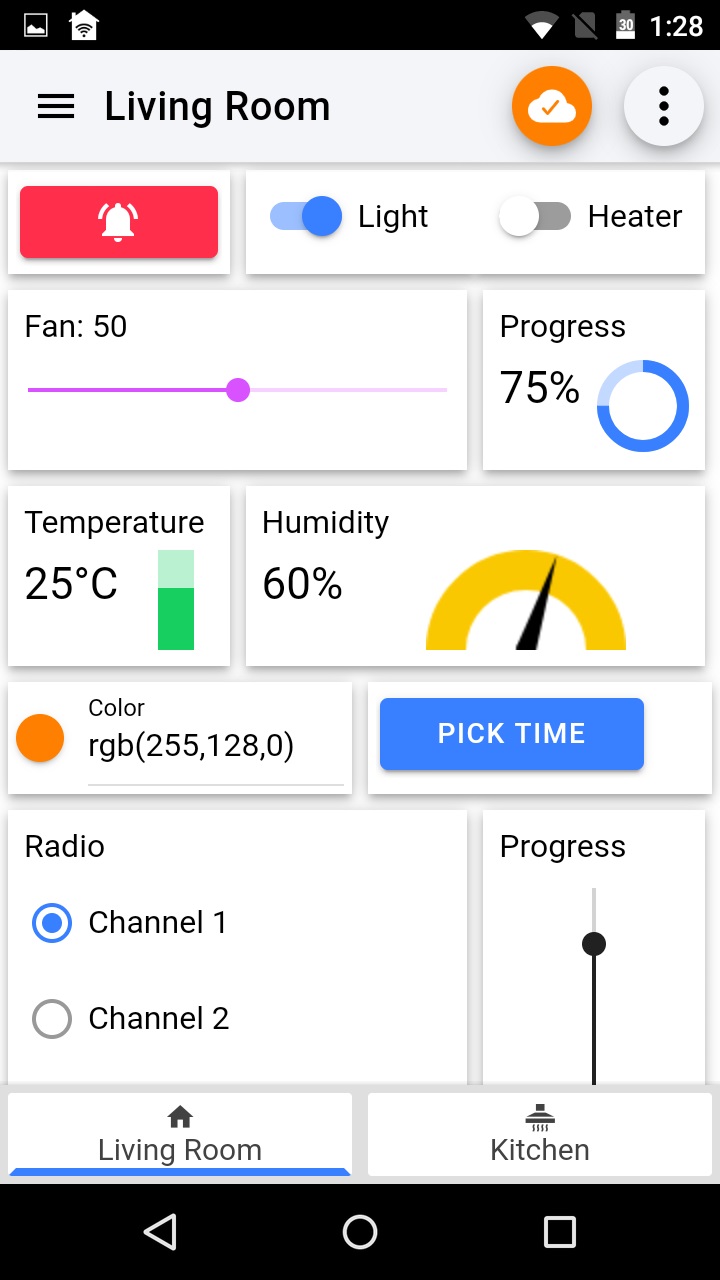 30 1:28
Living Room
Light Heater
Fan: 50
Progress
75%
Temperature
25°C
Humidity
60%
Color
rgb(255,128,0)
PICK TIME
Radio
Channel 1
Channel 2
Progress
Living Room
Kitchen